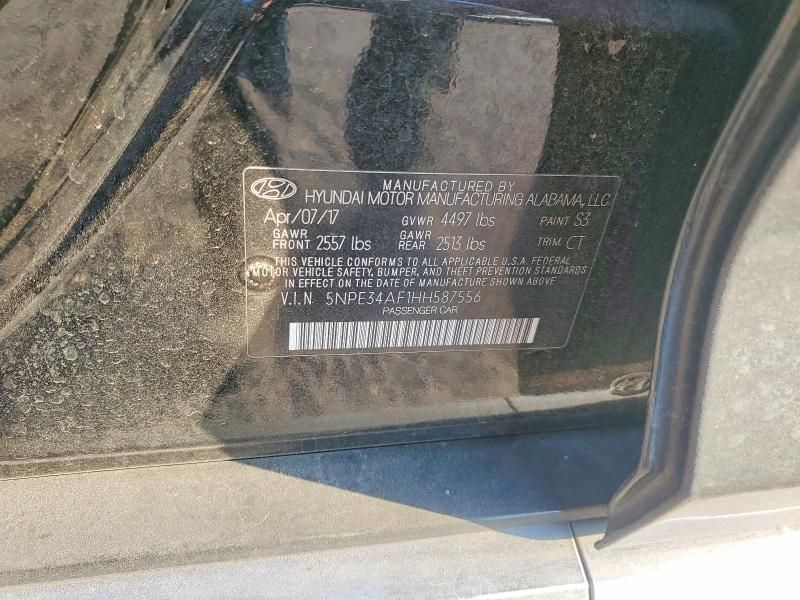 MANUFACTURED BY
HYUNDAI MOTOR MANUFACTURING ALABAMA, LLC
Apr/07/17 GVWR 4497 lbs PAINT S3
GAWR FRONT 2557 lbs GAWR REAR 2513 lbs TRIM CT
THIS VEHICLE CONFORMS TO ALL APPLICABLE U.S.A. FEDERAL
MOTOR VEHICLE SAFETY, BUMPER, AND THEFT PREVENTION STANDARDS
IN EFFECT ON THE DATE OF MANUFACTURE SHOWN ABOVE.
V.I.N 5NPE34AF1HH587556
PASSENGER CAR